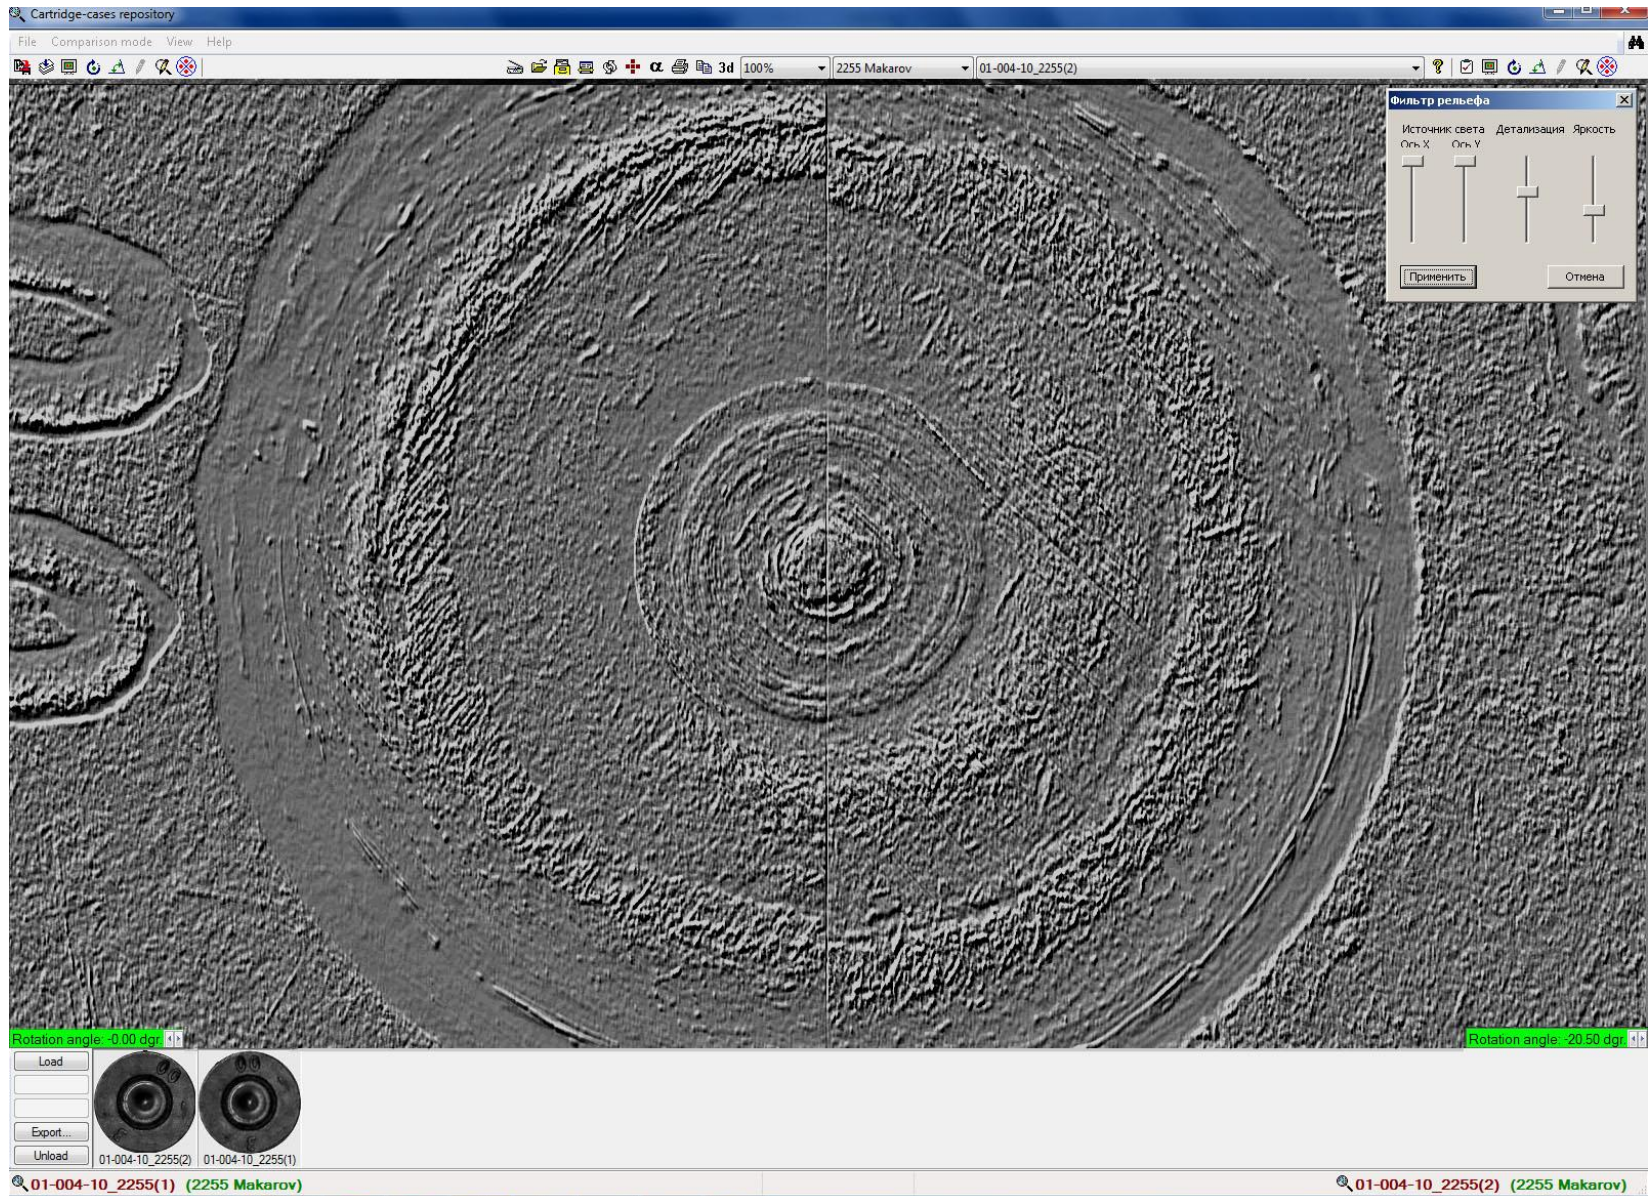 Cartridge-cases repository
File Comparison mode View Help
α 3d 100% 2255 Makarov 01-004-10_2255(2)
Фильтр рельефа
Источник света Детализация Яркость
Ось X Ось Y
Применить Отмена
Rotation angle: -0.00 dgr. Rotation angle: -20.50 dgr.
Load
Export...
Unload
01-004-10_2255(2) 01-004-10_2255(1)
01-004-10_2255(1) (2255 Makarov) 01-004-10_2255(2) (2255 Makarov)